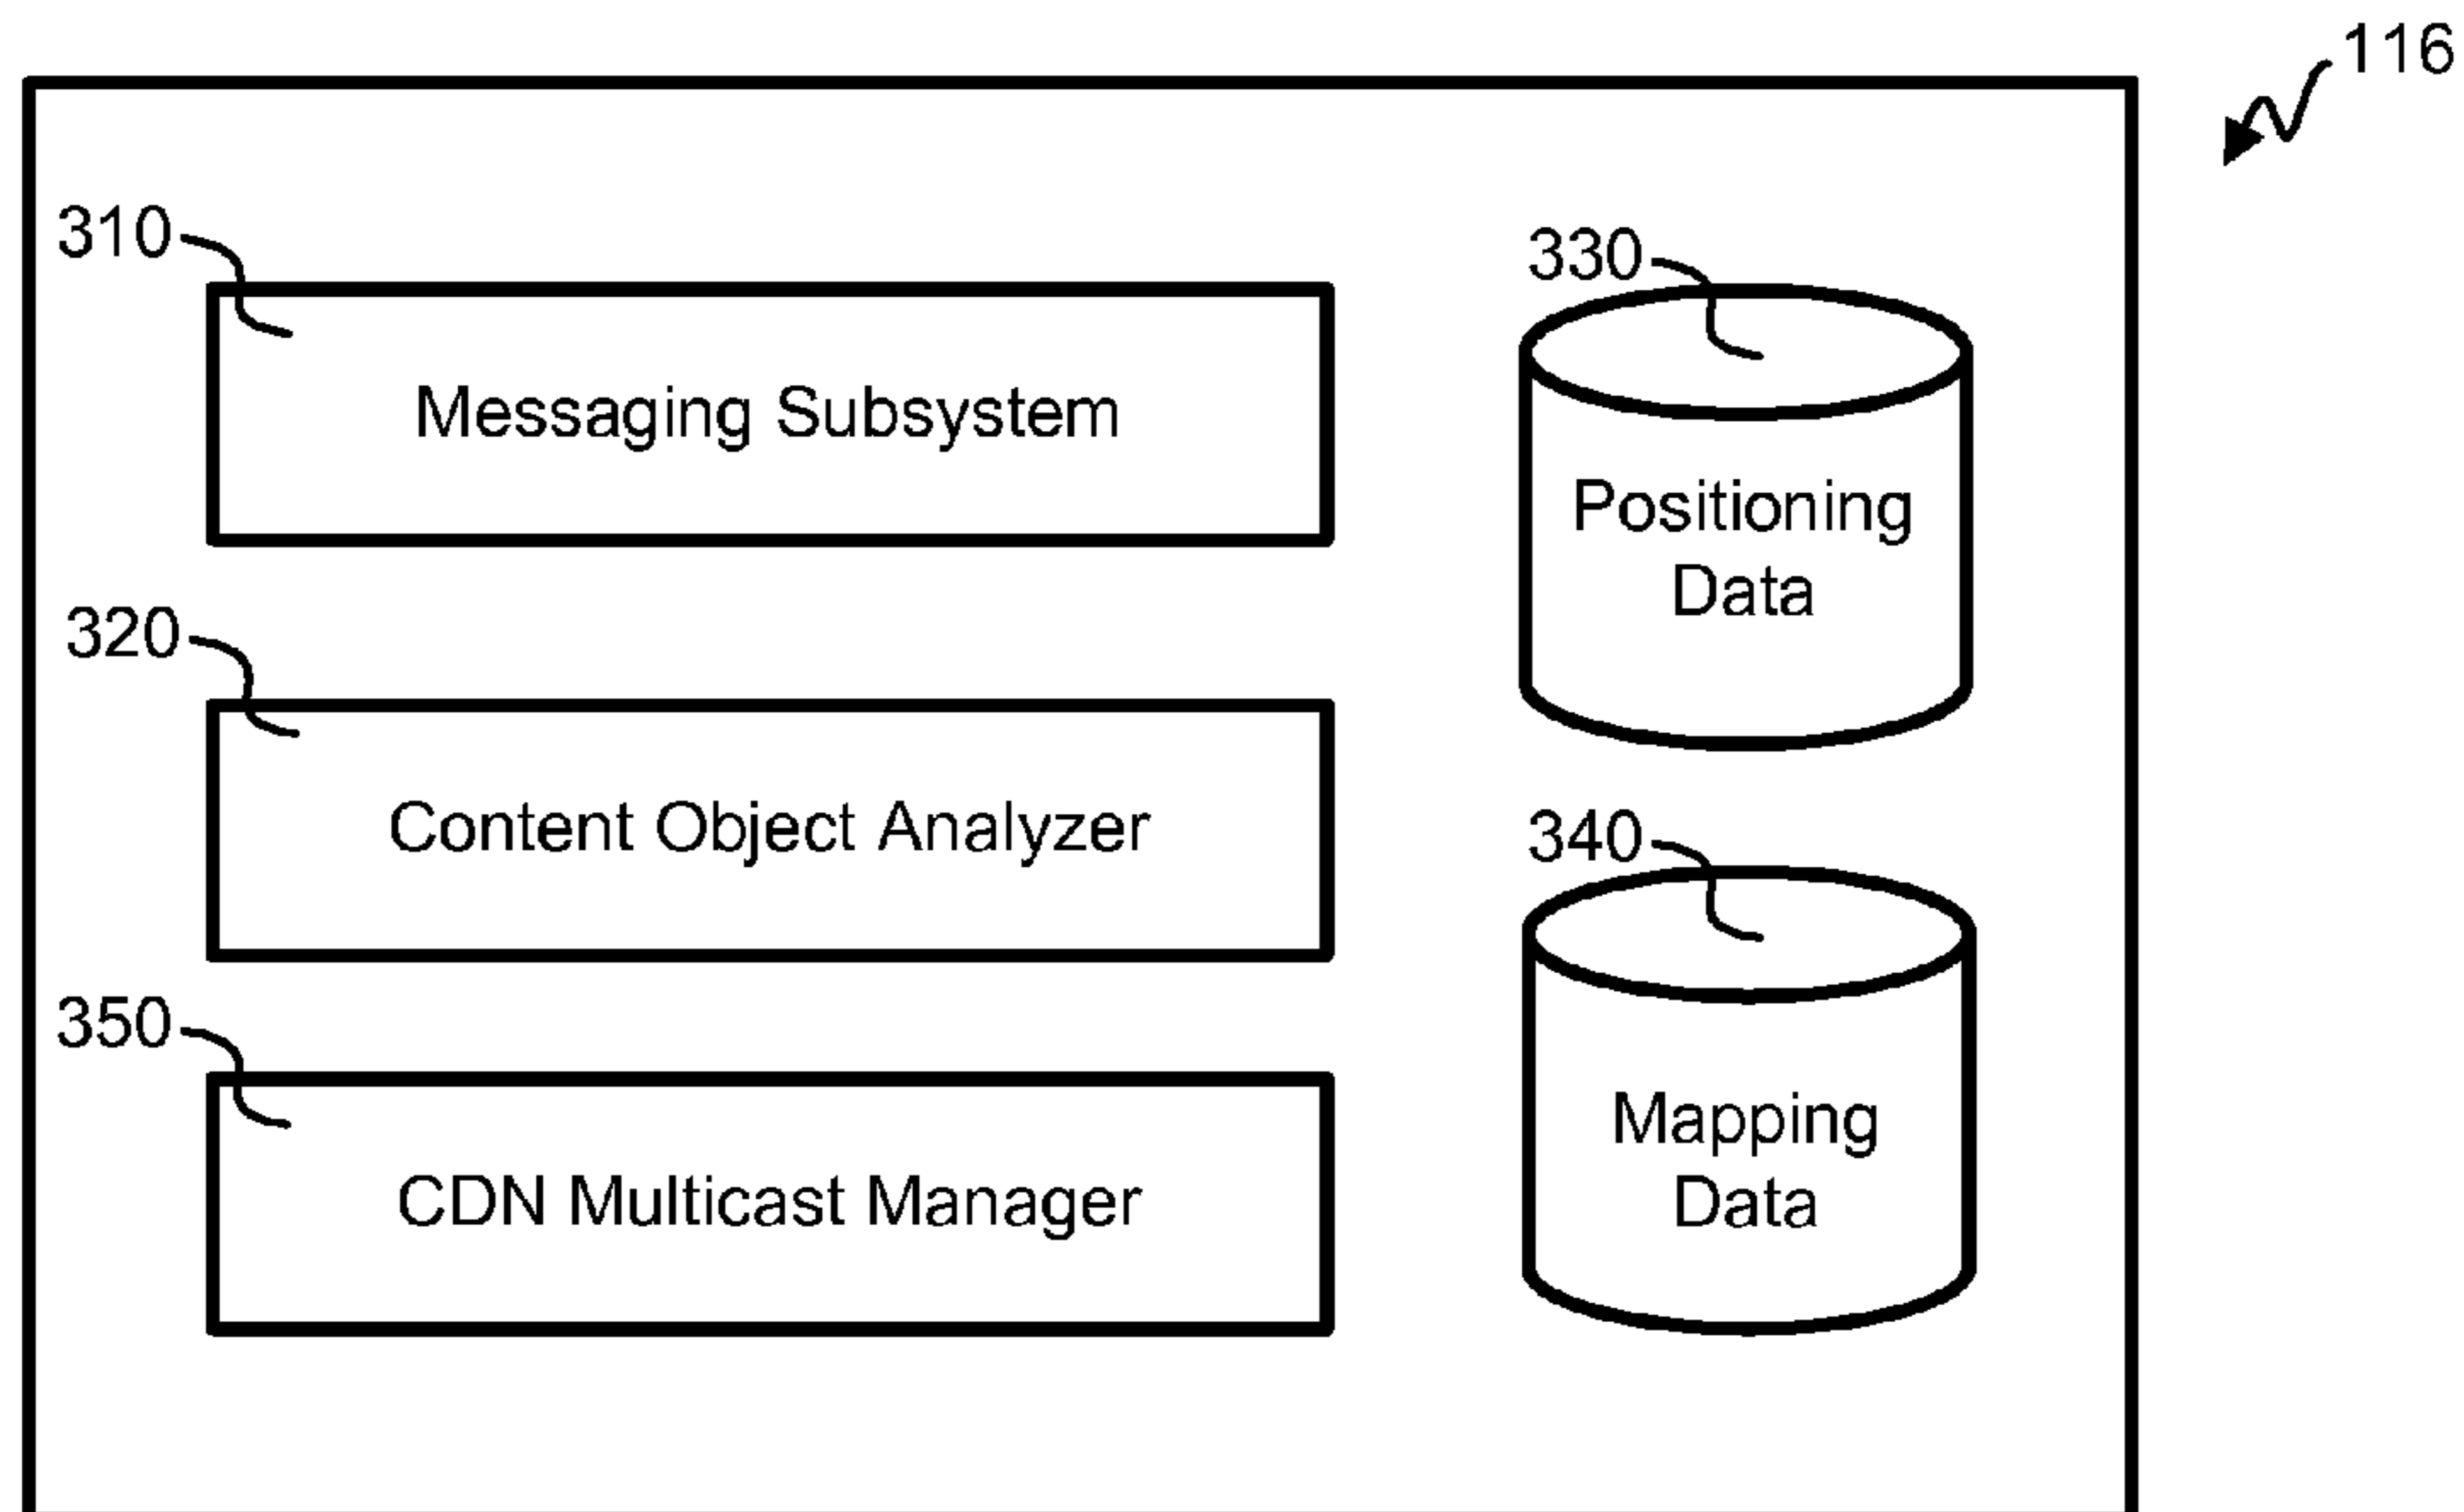 116
310
Messaging Subsystem
330
Positioning
Data
320
Content Object Analyzer
340
350
Mapping
Data
CDN Multicast Manager